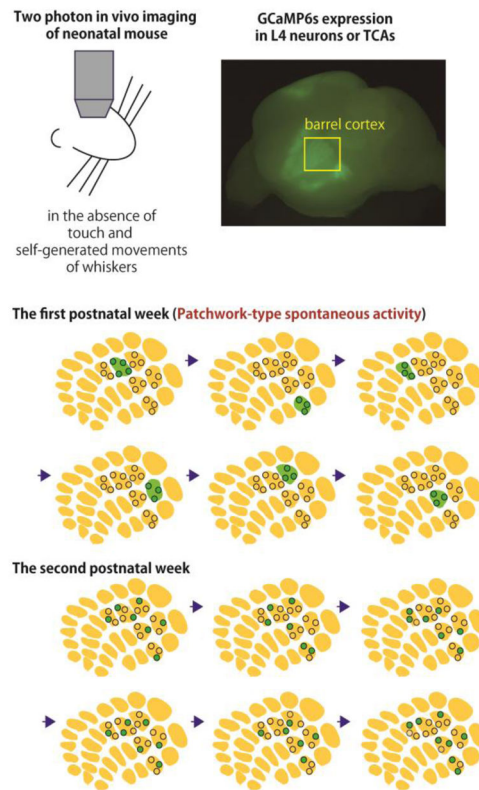 Two photon in vivo imaging
of neonatal mouse
GCaMP6s expression
in L4 neurons or TCAs
barrel cortex
in the absence of
touch and
self-generated movements
of whiskers
The first postnatal week (Patchwork-type spontaneous activity)
The second postnatal week